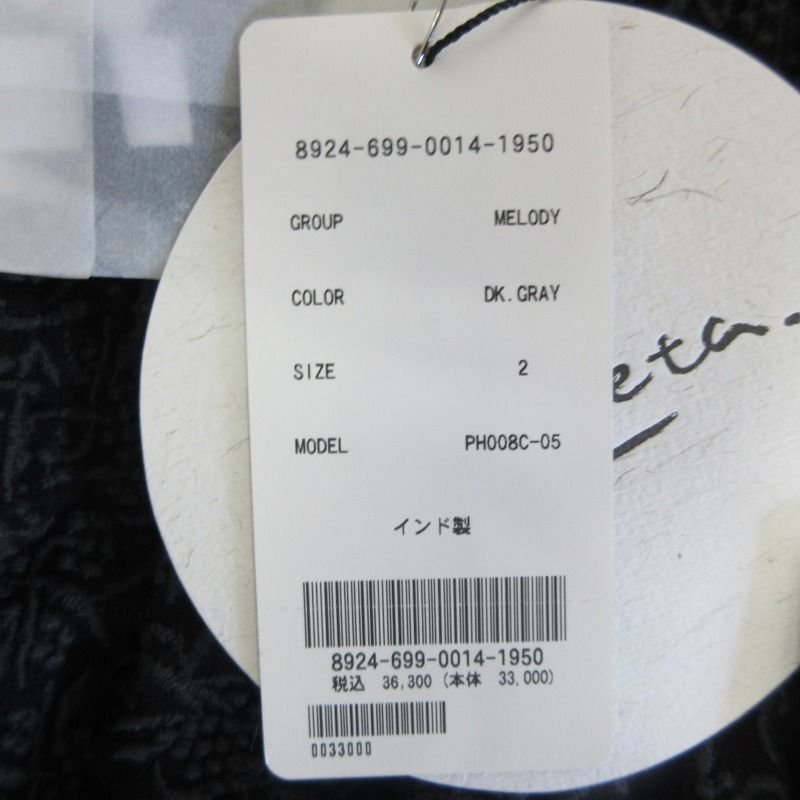 8924-699-0014-1950
GROUP MELODY
COLOR DK.GRAY
SIZE 2
MODEL PH008C-05
インド製
8924-699-0014-1950
税込 36,300 (本体 33,000)
0033000